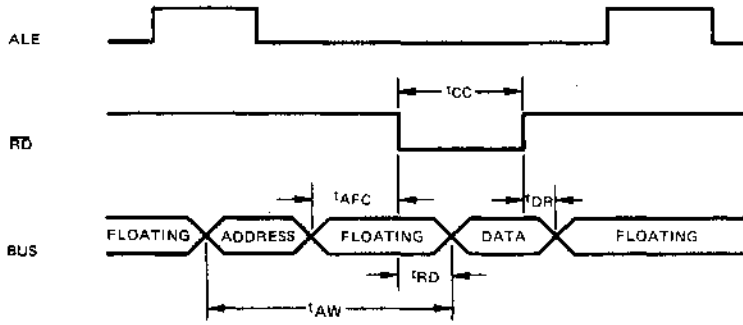 ALE
tCC
RD
tAFC
tDR
BUS
FLOATING ADDRESS FLOATING DATA FLOATING
tRD
tAW